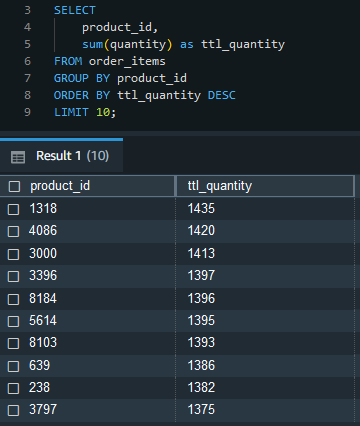 3 SELECT
4 product_id,
5 sum(quantity) as ttl_quantity
6 FROM order_items
7 GROUP BY product_id
8 ORDER BY ttl_quantity DESC
9 LIMIT 10;
Result 1 (10)
product_id ttl_quantity
1318 1435
4086 1420
3000 1413
3396 1397
8184 1396
5614 1395
8103 1393
639 1386
238 1382
3797 1375